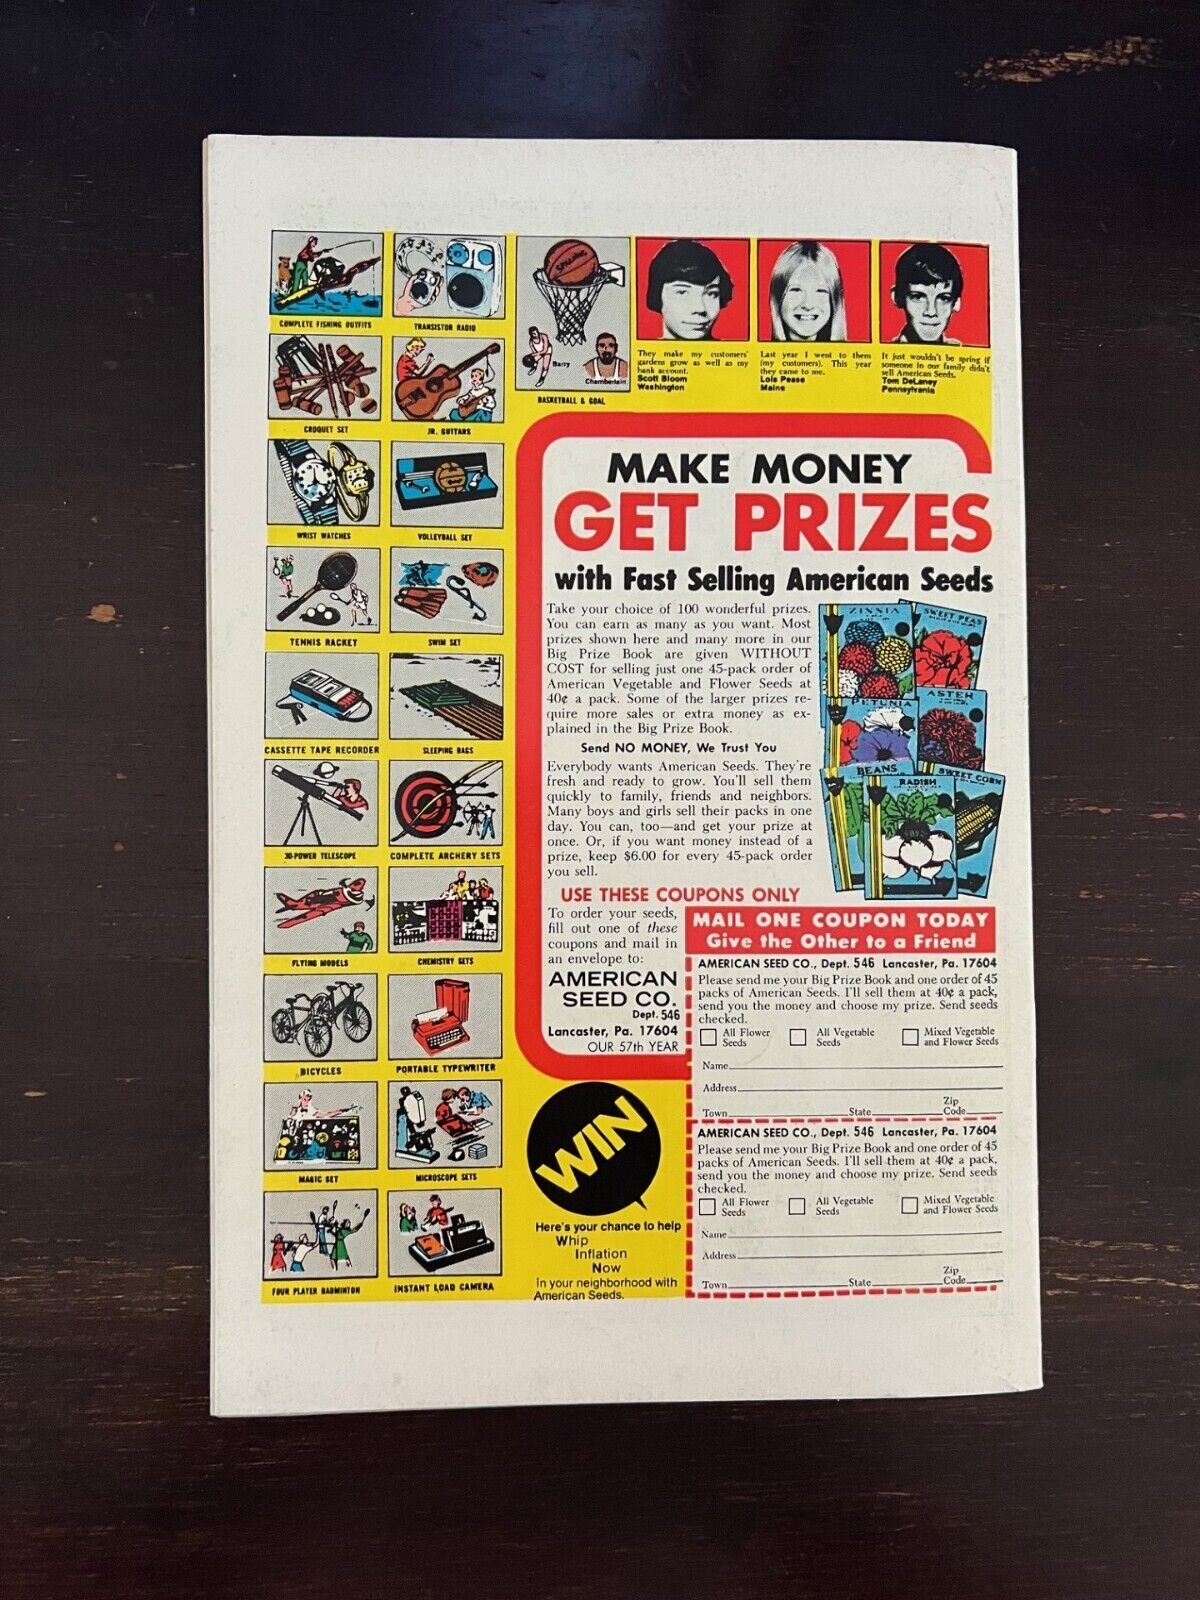 COMPLETE FISHING OUTFITS
TRANSISTOR RADIO
CROQUET SET
JR. GUITARS
WRIST WATCHES
VOLLEYBALL SET
TENNIS RACKEY
SWIM SET
CASSETTE TAPE RECORDER
SLEEPING BAGS
30-POWER TELESCOPE
COMPLETE ARCHERY SETS
FLYING MODELS
CHEMISTRY SETS
BICYCLES
PORTABLE TYPEWRITER
MAGIC SET
MICROSCOPE SETS
FOUR PLAYER BADMINTON
INSTANT LOAD CAMERA
SPALDING
Barry
Chamberlain
BASKETBALL & GOAL
They make my customers'
gardens grow as well as my
bank account.
Scott Bloom
Washington
Last year I went to them
(my customers). This year
they came to me.
Lois Pease
Maine
It just wouldn't be spring if
someone in our family didn't
sell American Seeds.
Tom DeLaney
Pennsylvania
MAKE MONEY
GET PRIZES
with Fast Selling American Seeds
Take your choice of 100 wonderful prizes.
You can earn as many as you want. Most
prizes shown here and many more in our
Big Prize Book are given WITHOUT
COST for selling just one 45-pack order of
American Vegetable and Flower Seeds at
40¢ a pack. Some of the larger prizes re-
quire more sales or extra money as ex-
plained in the Big Prize Book.
Send NO MONEY, We Trust You
Everybody wants American Seeds. They're
fresh and ready to grow. You'll sell them
quickly to family, friends and neighbors.
Many boys and girls sell their packs in one
day. You can, too—and get your prize at
once. Or, if you want money instead of a
prize, keep $6.00 for every 45-pack order
you sell.
ZINNIA
SWEET PEAS
ASTER
PETUNIA
BEANS
RADISH
SWEET CORN
USE THESE COUPONS ONLY
To order your seeds,
fill out one of these
coupons and mail in
an envelope to:
AMERICAN
SEED CO.
Dept. 546
Lancaster, Pa. 17604
OUR 57th YEAR
MAIL ONE COUPON TODAY
Give the Other to a Friend
AMERICAN SEED CO., Dept. 546 Lancaster, Pa. 17604
Please send me your Big Prize Book and one order of 45
packs of American Seeds. I'll sell them at 40¢ a pack,
send you the money and choose my prize. Send seeds
checked.
All Flower Seeds
All Vegetable Seeds
Mixed Vegetable and Flower Seeds
Name
Address
Town State Zip Code
AMERICAN SEED CO., Dept. 546 Lancaster, Pa. 17604
Please send me your Big Prize Book and one order of 45
packs of American Seeds. I'll sell them at 40¢ a pack,
send you the money and choose my prize. Send seeds
checked.
All Flower Seeds
All Vegetable Seeds
Mixed Vegetable and Flower Seeds
Name
Address
Town State Zip Code
WIN
Here's your chance to help
Whip
Inflation
Now
In your neighborhood with
American Seeds.